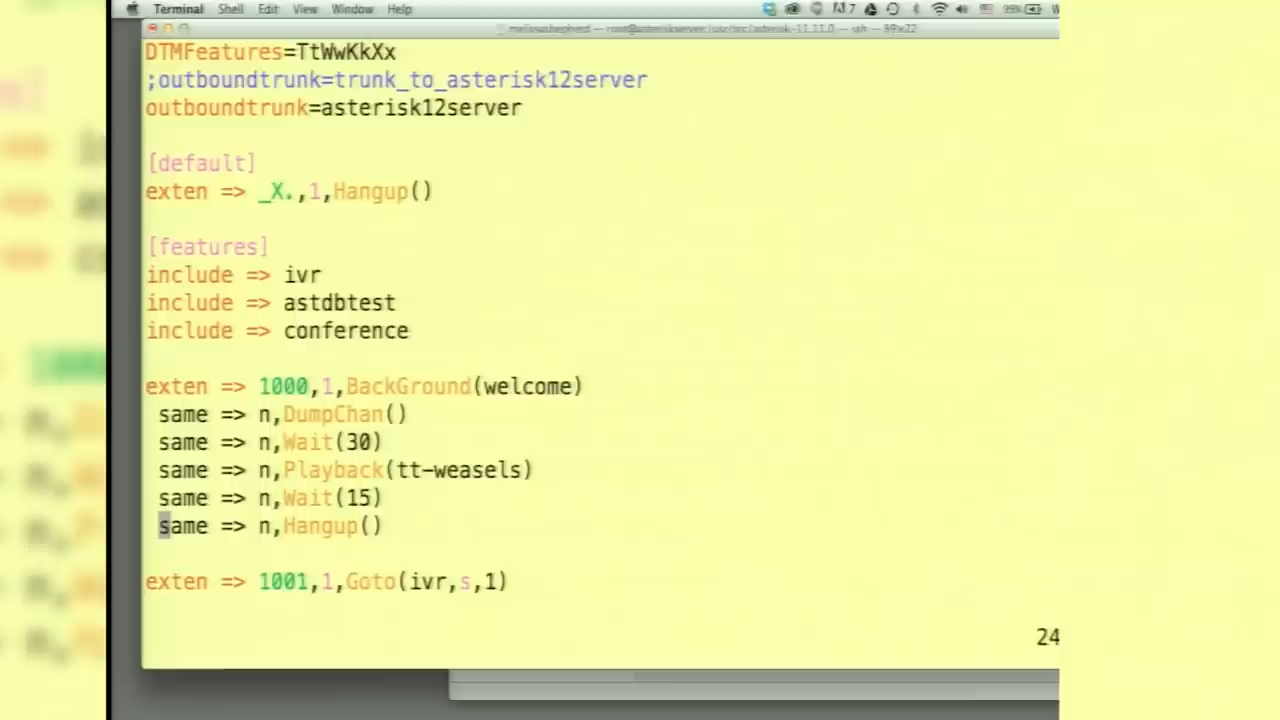 Terminal Shell Edit View Window Help
DTMFeatures=TtWwKkXx
;outboundtrunk=trunk_to_asterisk12server
outboundtrunk=asterisk12server
[default]
exten => _X.,1,Hangup()
[features]
include => ivr
include => astdbtest
include => conference
exten => 1000,1,BackGround(welcome)
same => n,DumpChan()
same => n,Wait(30)
same => n,Playback(tt-weasels)
same => n,Wait(15)
same => n,Hangup()
exten => 1001,1,Goto(ivr,s,1)
24